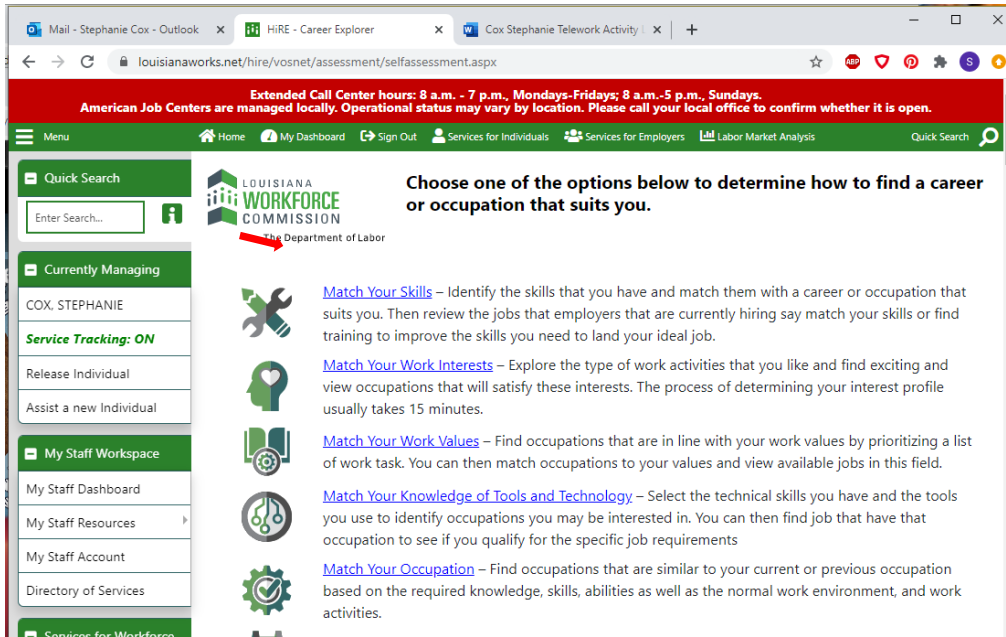 Mail - Stephanie Cox - Outlook
HiRE - Career Explorer
Cox Stephanie Telework Activity
louisianaworks.net/hire/vosnet/assessment/selfassessment.aspx
ABP
S
Extended Call Center hours: 8 a.m. - 7 p.m., Mondays-Fridays; 8 a.m.-5 p.m., Sundays.
American Job Centers are managed locally. Operational status may vary by location. Please call your local office to confirm whether it is open.
Menu
Home
My Dashboard
Sign Out
Services for Individuals
Services for Employers
Labor Market Analysis
Quick Search
Quick Search
Enter Search...
Currently Managing
COX, STEPHANIE
Service Tracking: ON
Release Individual
Assist a new Individual
My Staff Workspace
My Staff Dashboard
My Staff Resources
My Staff Account
Directory of Services
Services for Workforce
LOUISIANA
WORKFORCE
COMMISSION
The Department of Labor
Choose one of the options below to determine how to find a career
or occupation that suits you.
Match Your Skills – Identify the skills that you have and match them with a career or occupation that
suits you. Then review the jobs that employers that are currently hiring say match your skills or find
training to improve the skills you need to land your ideal job.
Match Your Work Interests – Explore the type of work activities that you like and find exciting and
view occupations that will satisfy these interests. The process of determining your interest profile
usually takes 15 minutes.
Match Your Work Values – Find occupations that are in line with your work values by prioritizing a list
of work task. You can then match occupations to your values and view available jobs in this field.
Match Your Knowledge of Tools and Technology – Select the technical skills you have and the tools
you use to identify occupations you may be interested in. You can then find job that have that
occupation to see if you qualify for the specific job requirements
Match Your Occupation – Find occupations that are similar to your current or previous occupation
based on the required knowledge, skills, abilities as well as the normal work environment, and work
activities.